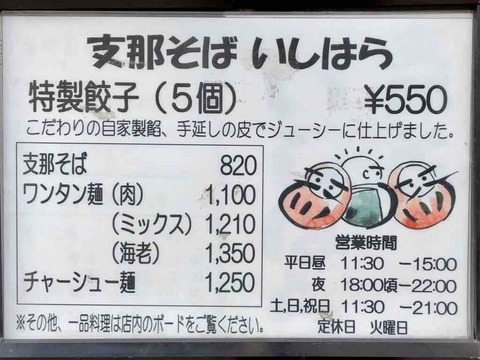 支那そば いしはら
特製餃子（5個） ¥550
こだわりの自家製餡、手延しの皮でジューシーに仕上げました。
支那そば 820
ワンタン麺（肉） 1,100
（ミックス） 1,210
（海老） 1,350
チャーシュー麺 1,250
※その他、一品料理は店内のボードをご覧ください。
営業時間
平日昼 11:30 -15:00
夜 18:00頃-22:00
土,日,祝日 11:30 -21:00
定休日 火曜日